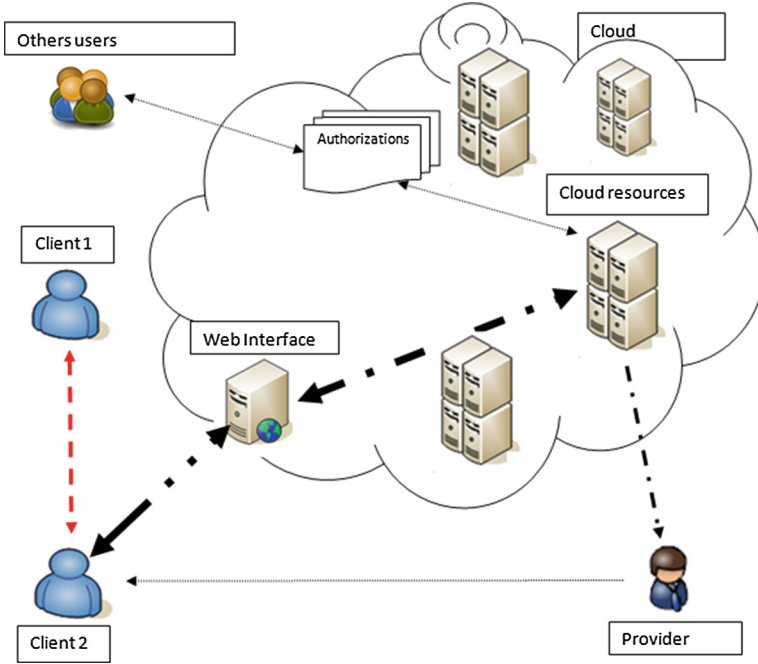 Others users
Cloud
Authorizations
Cloud resources
Client 1
Web Interface
Client 2
Provider